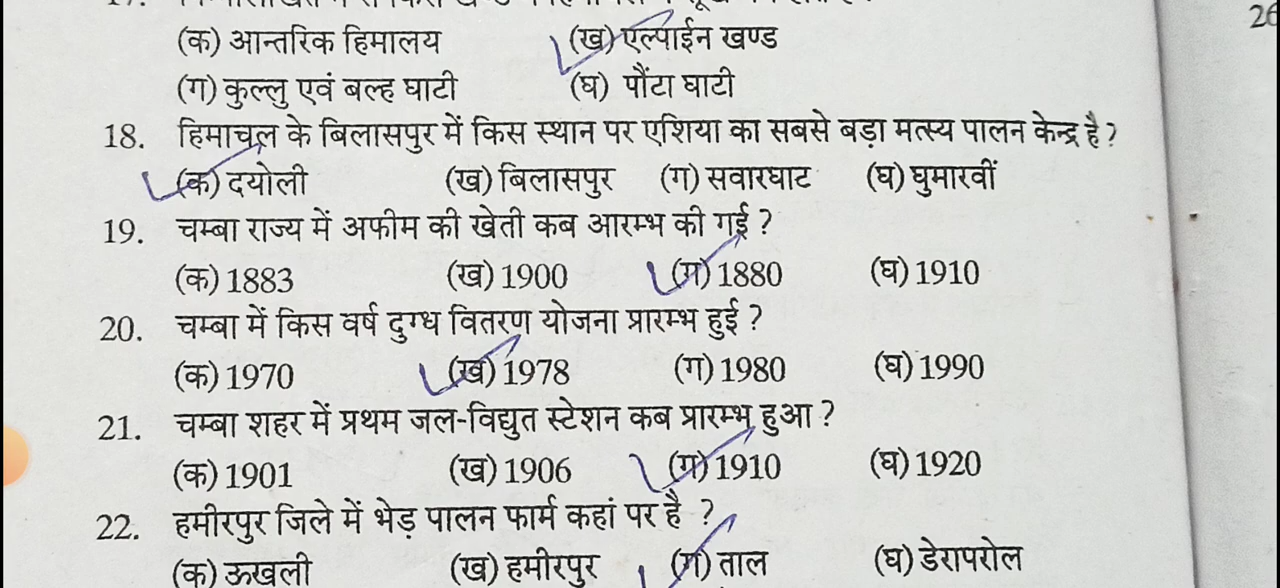 26
(क) आन्तरिक हिमालय (ख) एल्पाईन खण्ड
(ग) कुल्लु एवं बल्ह घाटी (घ) पौंटा घाटी
18. हिमाचल के बिलासपुर में किस स्थान पर एशिया का सबसे बड़ा मत्स्य पालन केन्द्र है ?
(क) दयोली (ख) बिलासपुर (ग) सवारघाट (घ) घुमारवीं
19. चम्बा राज्य में अफीम की खेती कब आरम्भ की गई ?
(क) 1883 (ख) 1900 (ग) 1880 (घ) 1910
20. चम्बा में किस वर्ष दुग्ध वितरण योजना प्रारम्भ हुई ?
(क) 1970 (ख) 1978 (ग) 1980 (घ) 1990
21. चम्बा शहर में प्रथम जल-विद्युत स्टेशन कब प्रारम्भ हुआ ?
(क) 1901 (ख) 1906 (ग) 1910 (घ) 1920
22. हमीरपुर जिले में भेड़ पालन फार्म कहां पर है ?
(क) ऊखली (ख) हमीरपुर (ग) ताल (घ) डेरापरोल